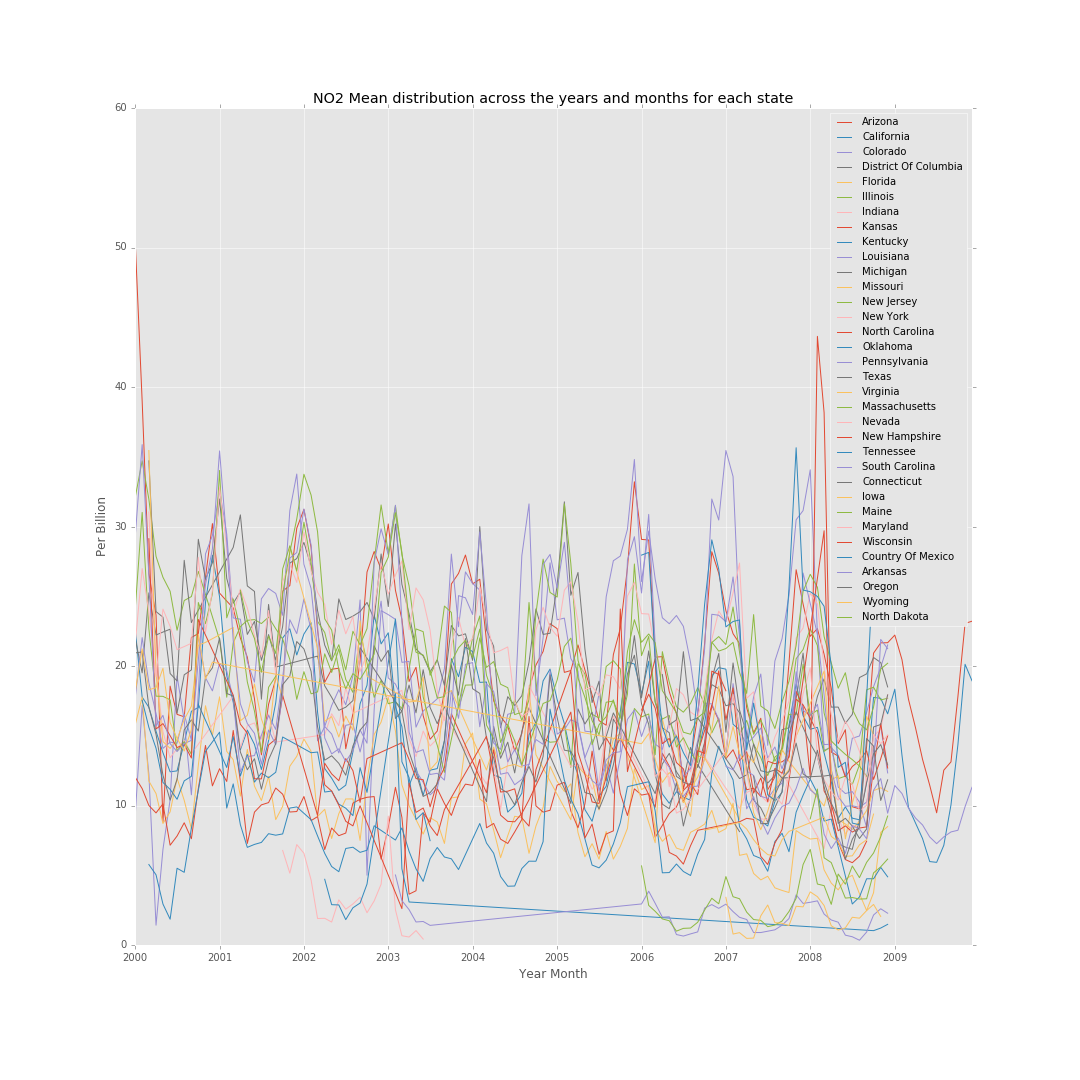 NO2 Mean distribution across the years and months for each state
60
50
40
30
20
10
0
Per Billion
2000 2001 2002 2003 2004 2005 2006 2007 2008 2009
Year Month
Arizona
California
Colorado
District Of Columbia
Florida
Illinois
Indiana
Kansas
Kentucky
Louisiana
Michigan
Missouri
New Jersey
New York
North Carolina
Oklahoma
Pennsylvania
Texas
Virginia
Massachusetts
Nevada
New Hampshire
Tennessee
South Carolina
Connecticut
Iowa
Maine
Maryland
Wisconsin
Country Of Mexico
Arkansas
Oregon
Wyoming
North Dakota